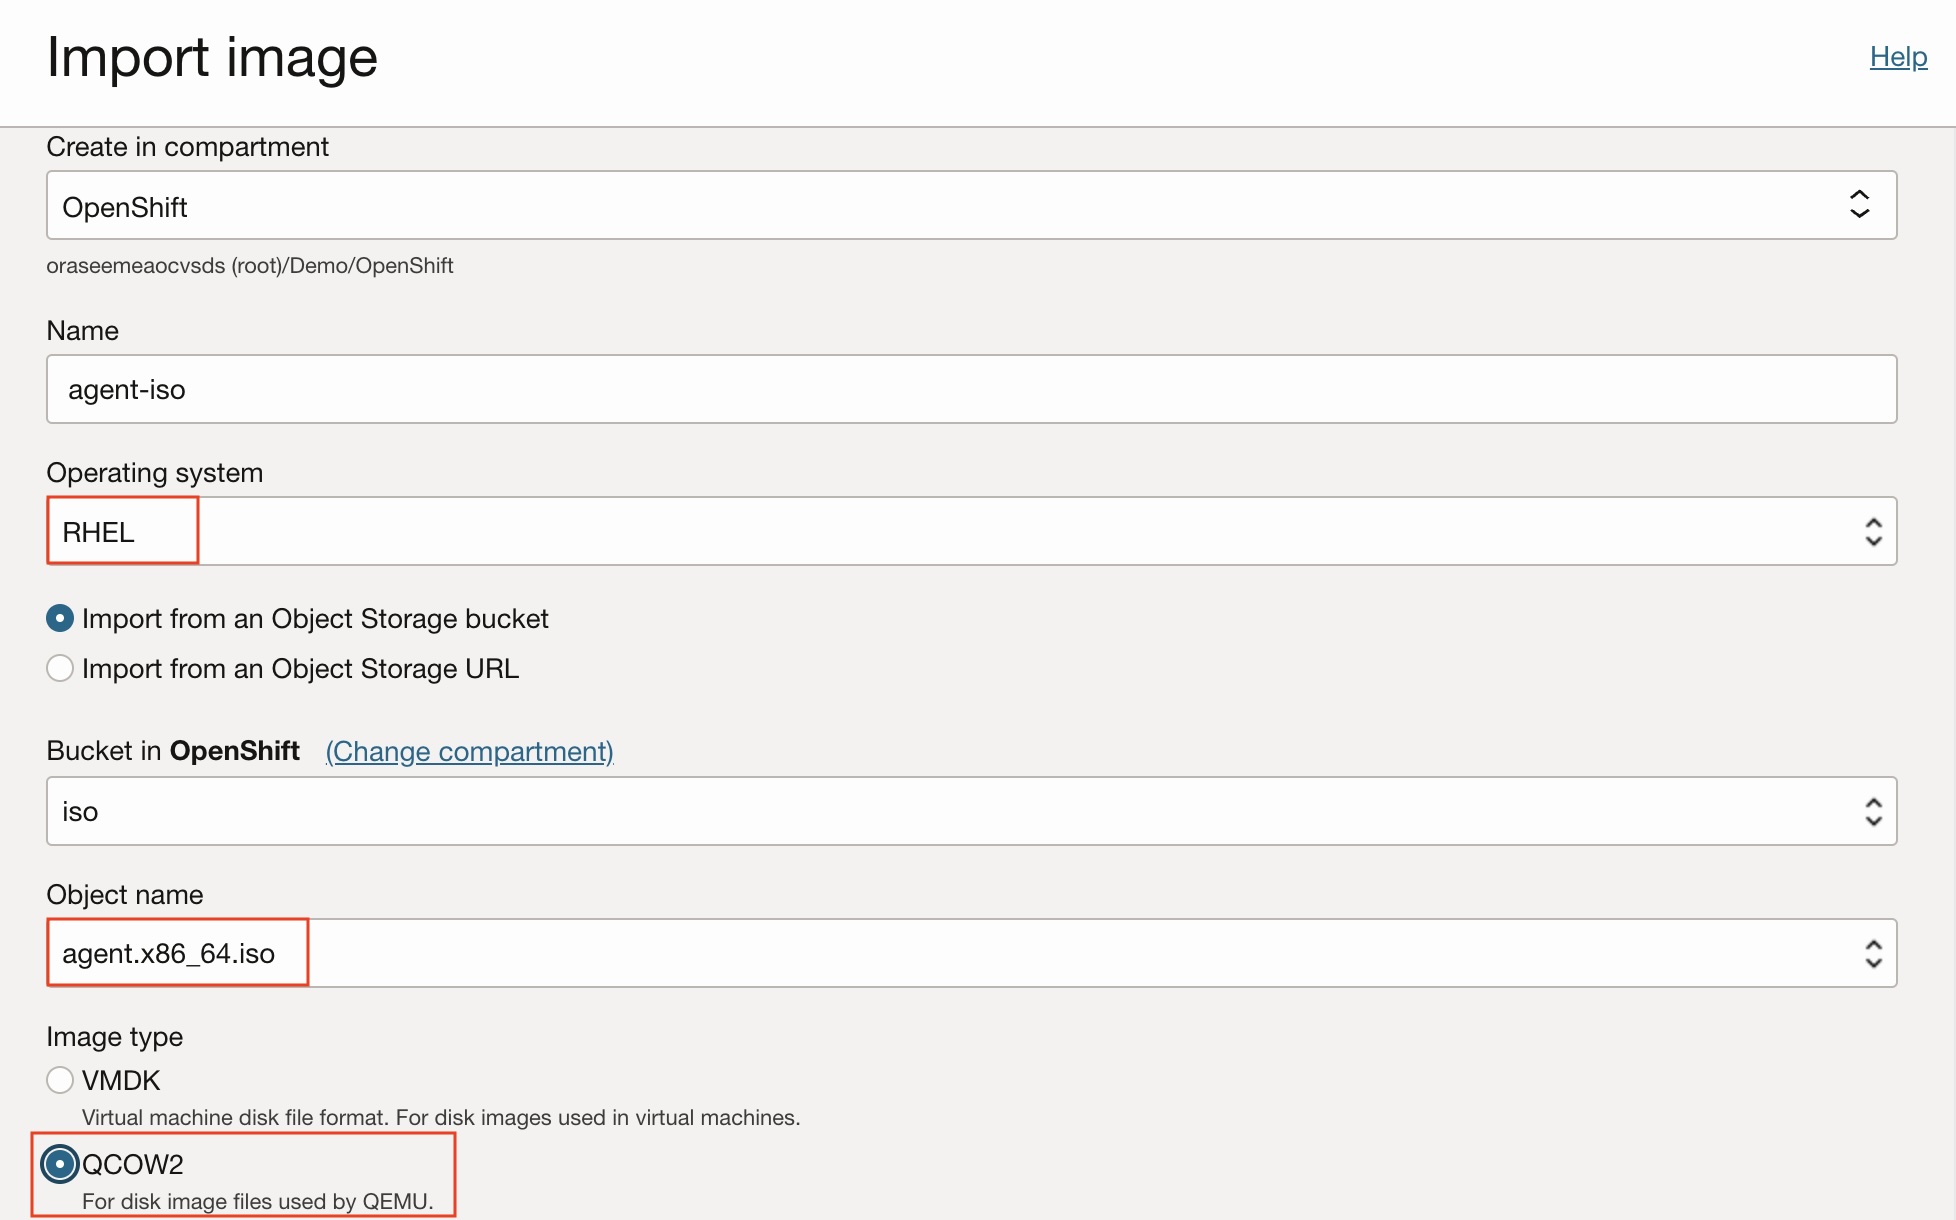 Import image
Help
Create in compartment
OpenShift
oraseemeaocvsds (root)/Demo/OpenShift
Name
agent-iso
Operating system
RHEL
Import from an Object Storage bucket
Import from an Object Storage URL
Bucket in OpenShift (Change compartment)
iso
Object name
agent.x86_64.iso
Image type
VMDK
Virtual machine disk file format. For disk images used in virtual machines.
QCOW2
For disk image files used by QEMU.